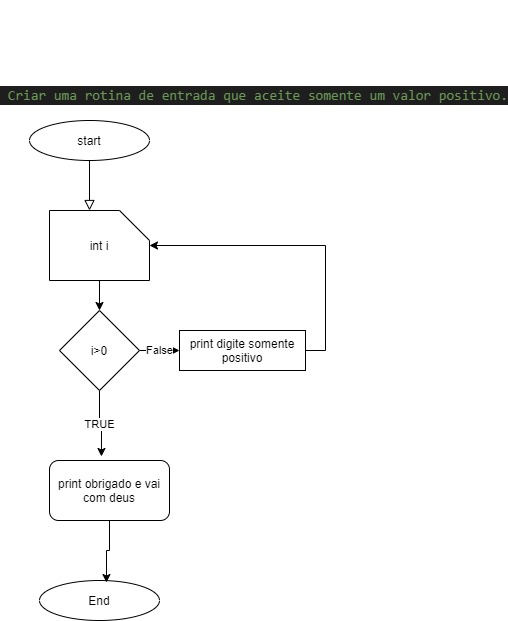 Criar uma rotina de entrada que aceite somente um valor positivo.
start
int i
i>0
False
print digite somente
positivo
TRUE
print obrigado e vai
com deus
End